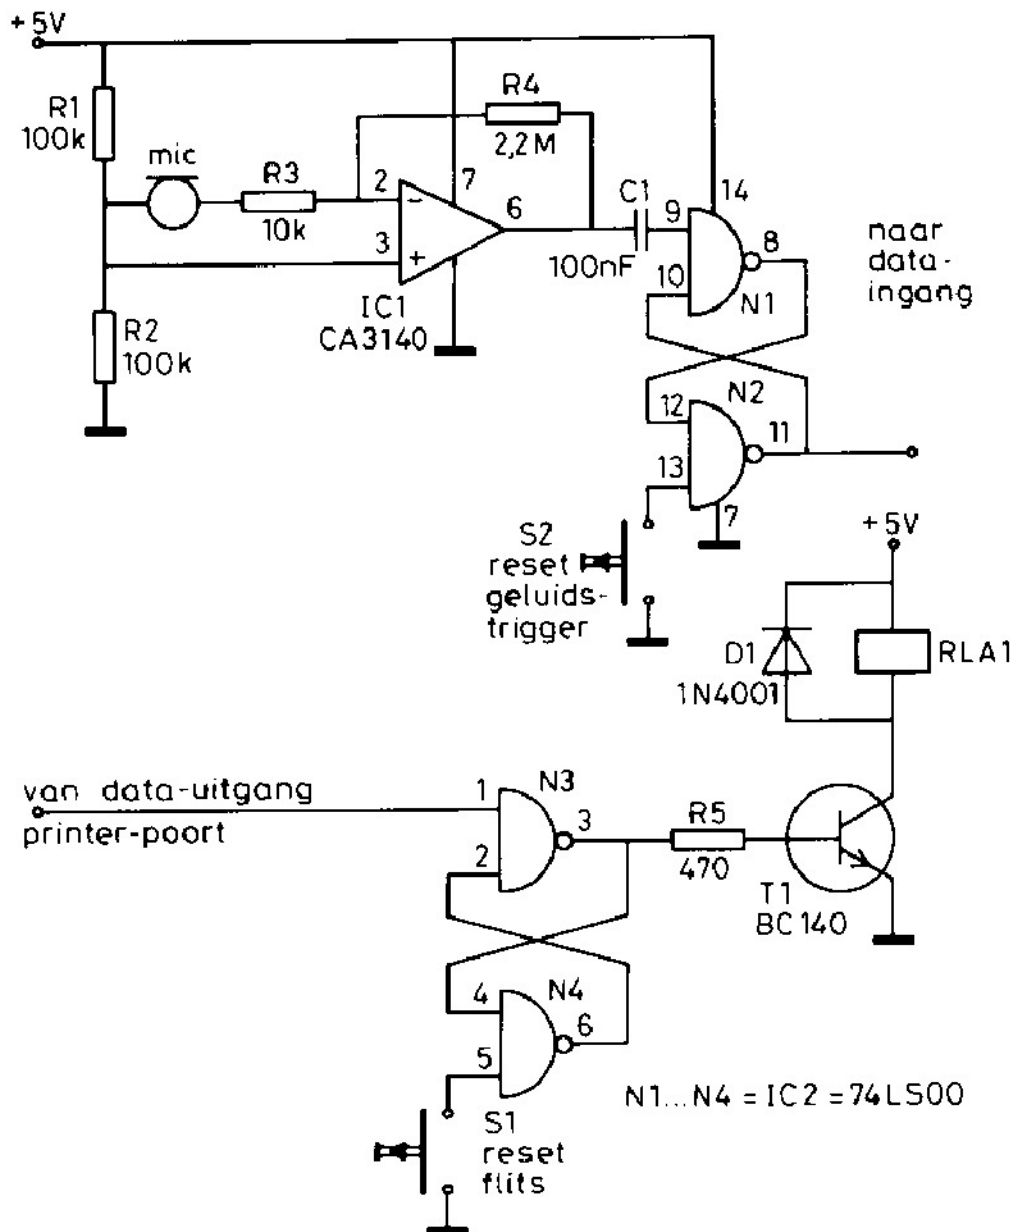 +5V
R1
100k
mic
R3
10k
R4
2,2M
2
3
7
6
-
+
IC1
CA3140
R2
100k
C1
100nF
9
10
14
8
N1
naar
data-
ingang
N2
12
13
11
7
S2
reset
geluids-
trigger
+5V
D1
1N4001
RLA1
van data-uitgang
printer-poort
1
2
N3
3
R5
470
T1
BC140
4
5
N4
6
S1
reset
flits
N1...N4 = IC2 = 74LS00